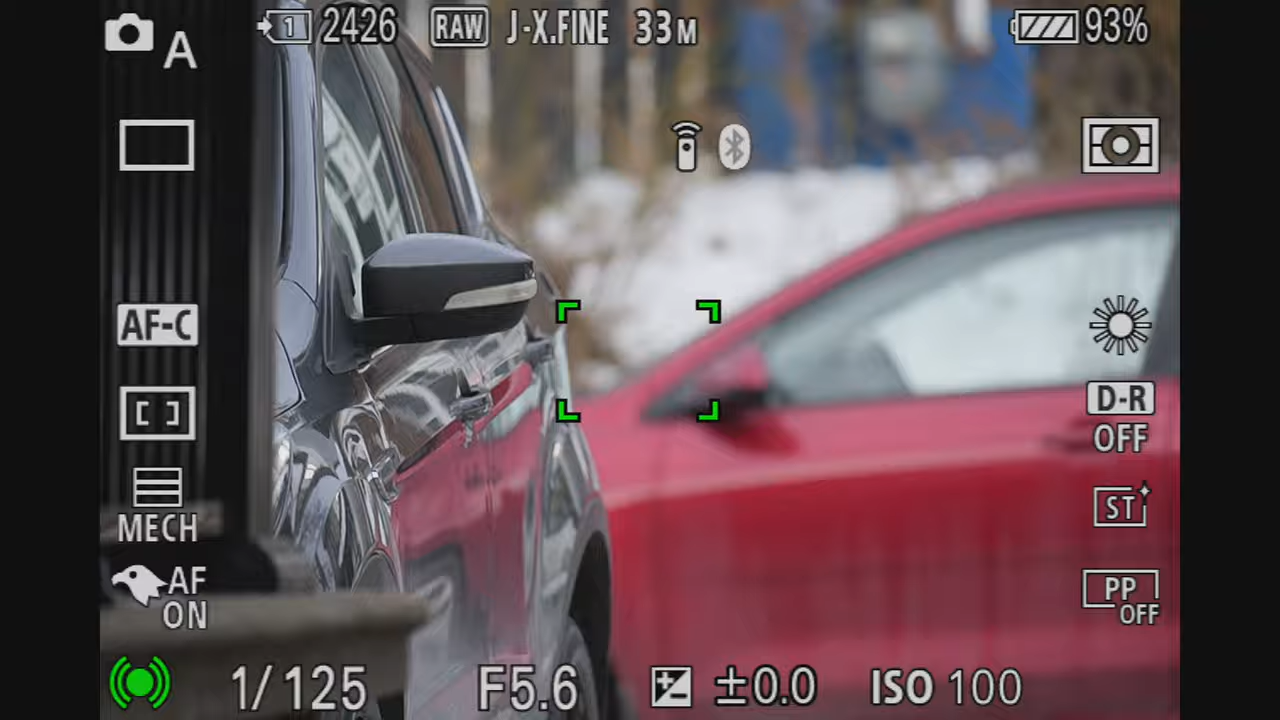 1 2426 RAW J-X.FINE 33M 93%
A
AF-C
D-R
OFF
ST
MECH
AF
ON
PP
OFF
1/125 F5.6 ±0.0 ISO 100